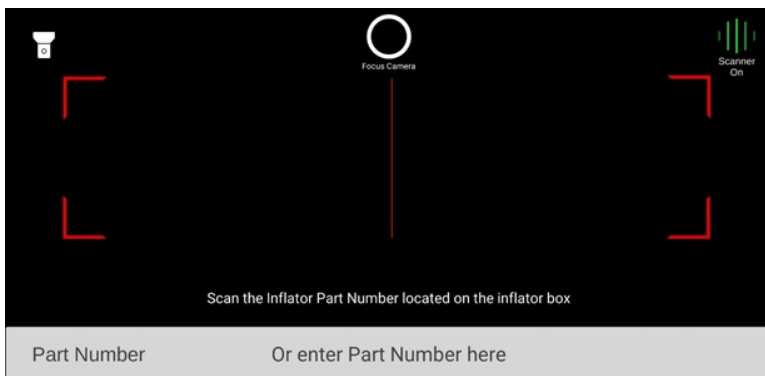 Focus Camera
Scanner
On
Scan the Inflator Part Number located on the inflator box
Part Number
Or enter Part Number here